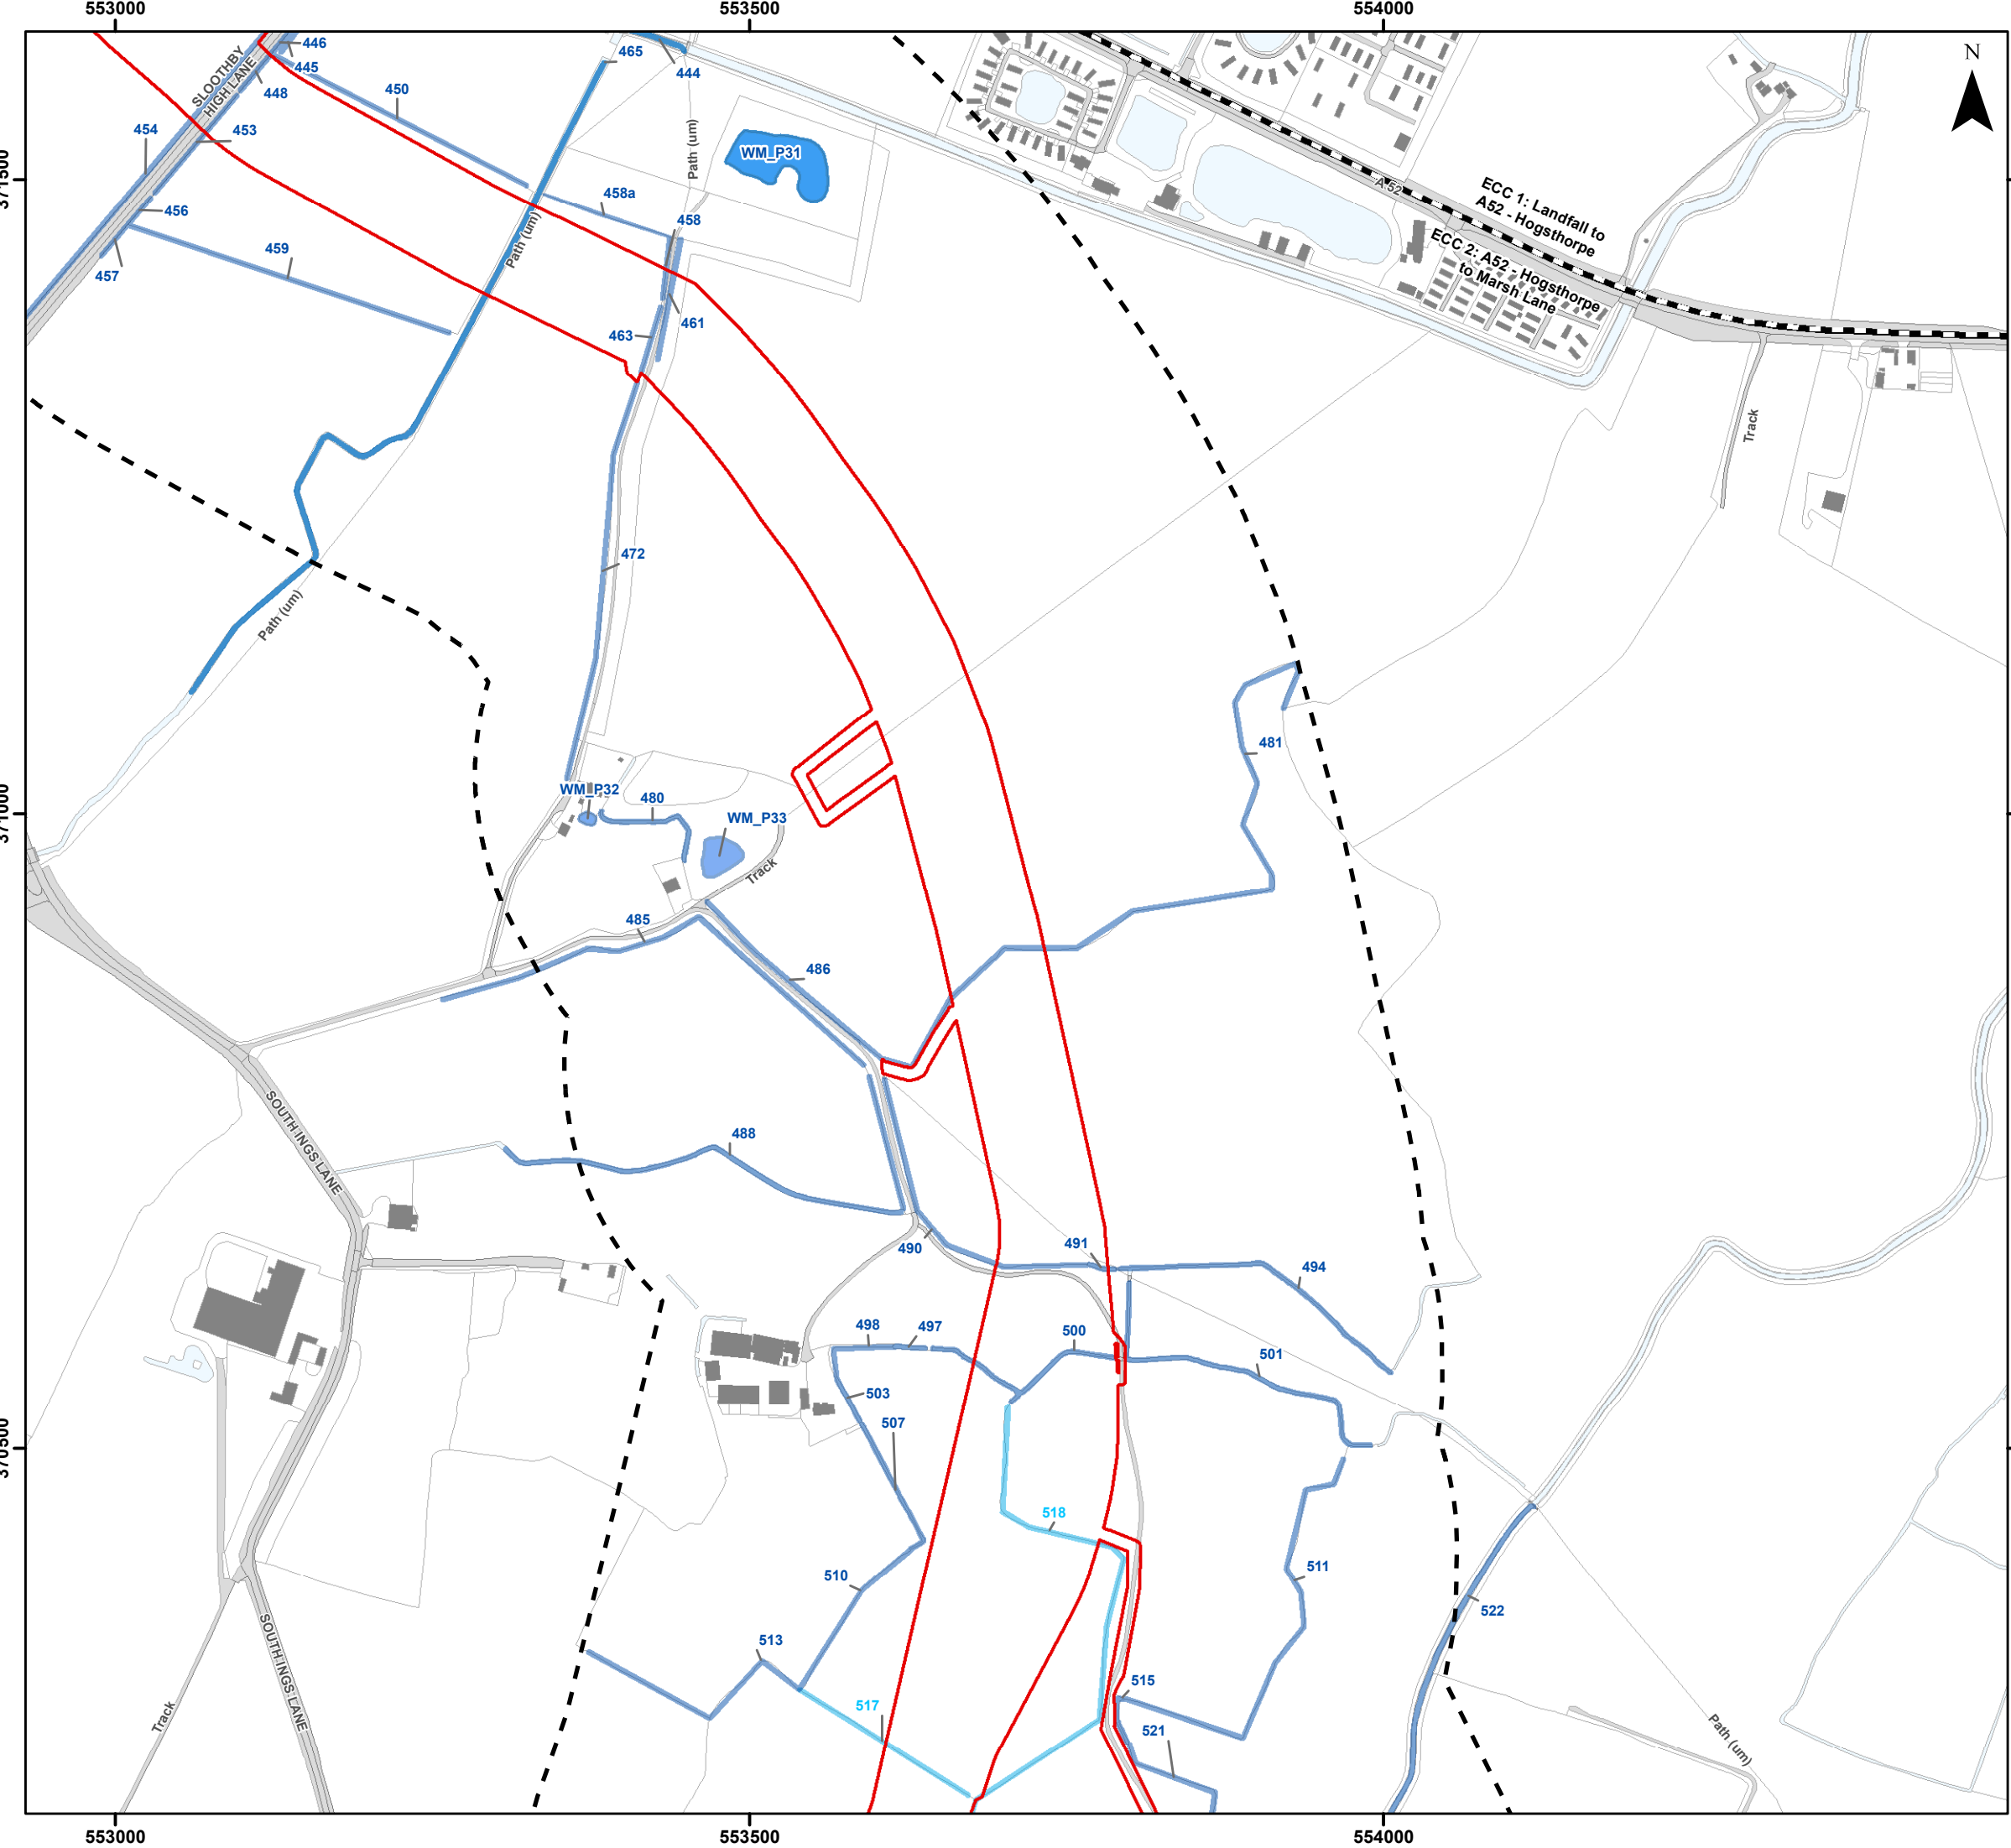 553000
553500
554000
N
446
465
445
444
SLOOTHBY
HIGH LANE
448
450
454
453
Path (um)
WM_P31
371500
A 52
ECC 1: Landfall to
A52 - Hogsthorpe
458a
456
458
Path (um)
459
ECC 2: A52 - Hogsthorpe
to Marsh Lane
457
461
463
Track
472
Path (um)
481
371000
WM_P32
480
WM_P33
Track
485
486
SOUTH INGS LANE
488
490
491
494
498
497
500
501
503
507
370500
518
510
511
522
513
SOUTH INGS LANE
515
517
521
Track
Path (um)
553000
553500
554000